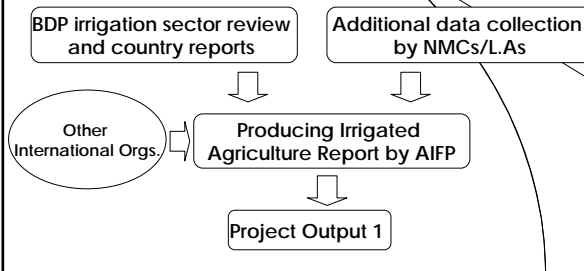 BDP irrigation sector review
and country reports
Additional data collection
by NMCs/L.As
Other
International Orgs.
Producing Irrigated
Agriculture Report by AIFP
Project Output 1